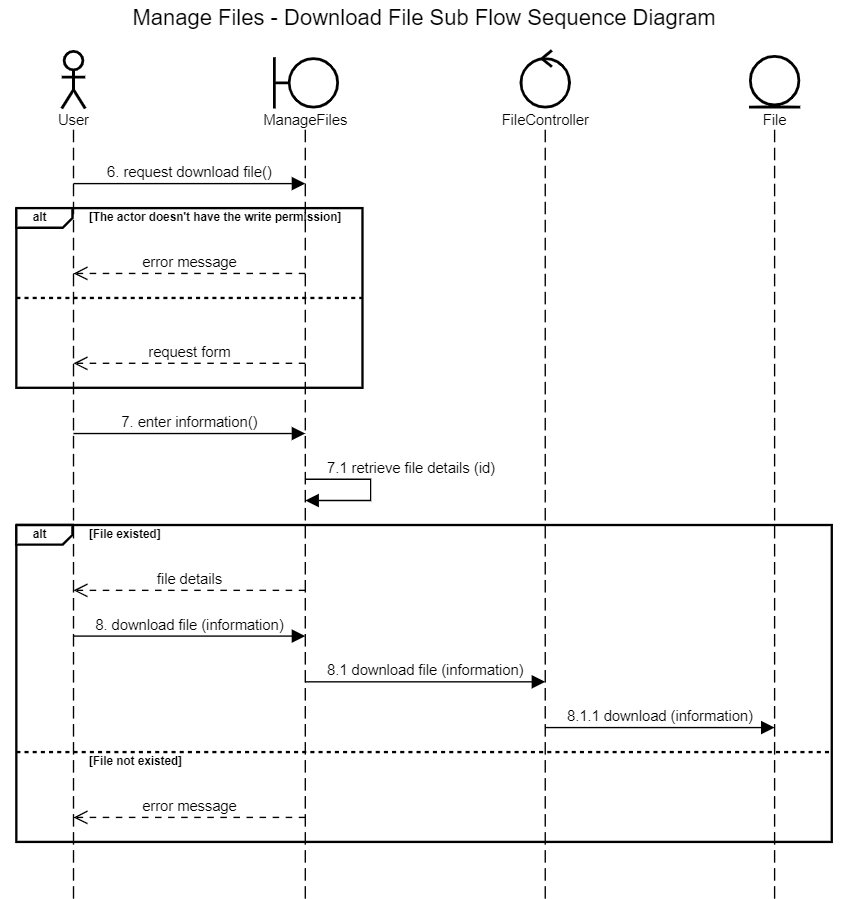 Manage Files - Download File Sub Flow Sequence Diagram
User
ManageFiles
FileController
File
6. request download file()
alt
[The actor doesn't have the write permission]
error message
request form
7. enter information()
7.1 retrieve file details (id)
alt
[File existed]
file details
8. download file (information)
8.1 download file (information)
8.1.1 download (information)
[File not existed]
error message